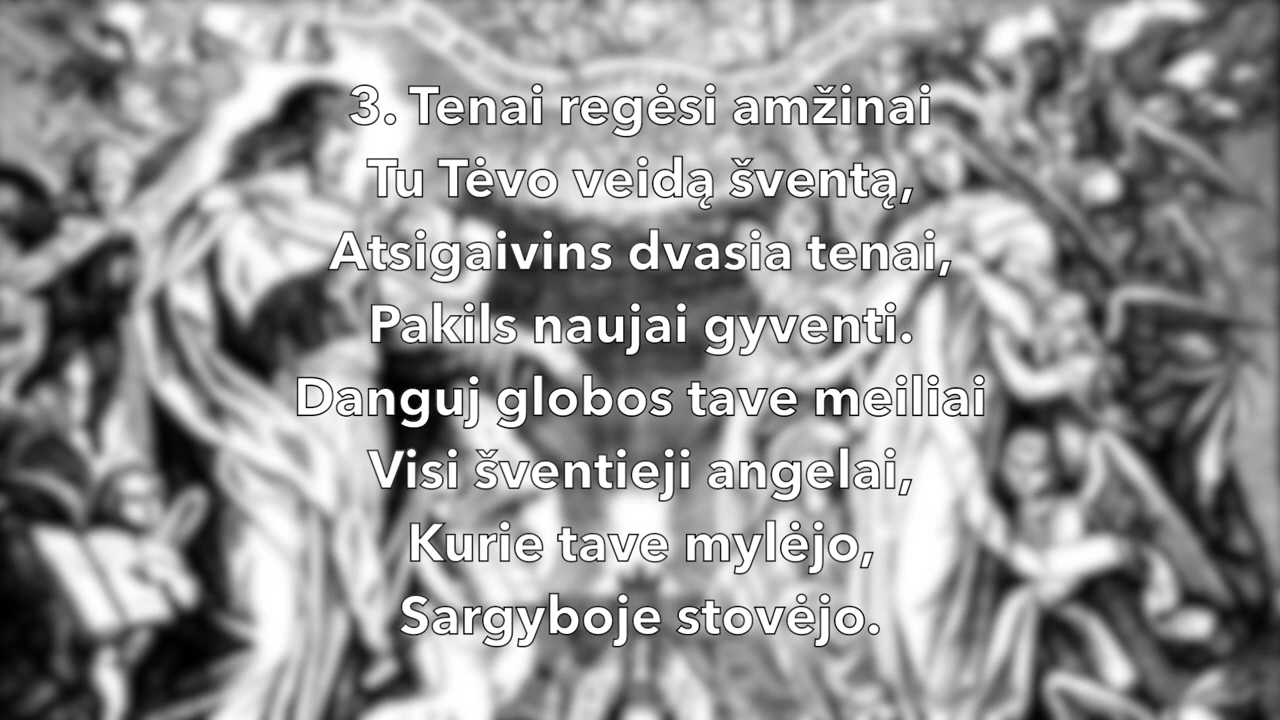 3. Tenai regėsi amžinai
Tu Tėvo veidą šventą,
Atsigaivins dvasia tenai,
Pakils naujai gyventi.
Danguj globos tave meiliai
Visi šventieji angelai,
Kurie tave mylėjo,
Sargyboje stovėjo.